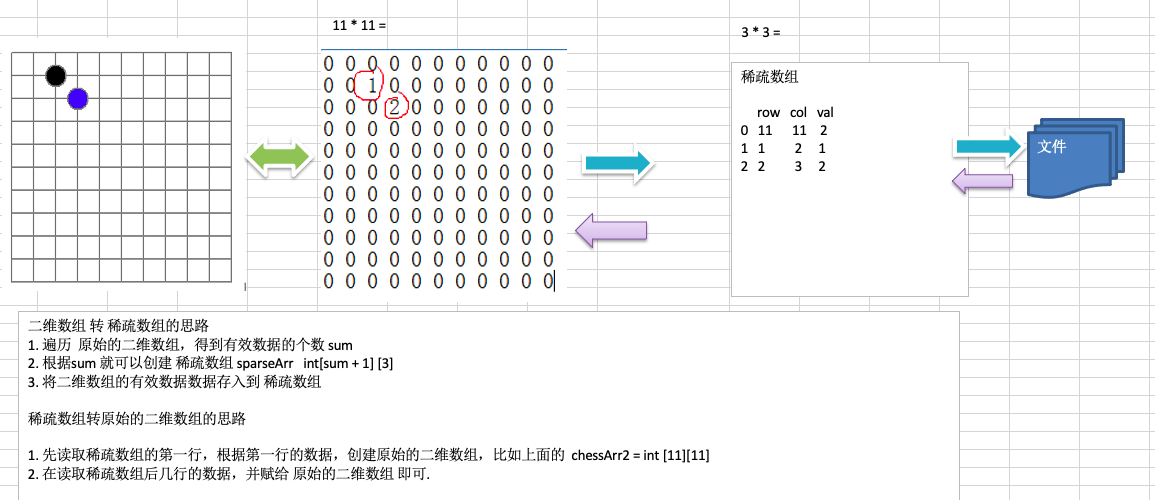 11 * 11 =
3 * 3 =
0 0 0 0 0 0 0 0 0 0 0
0 0 1 0 0 0 0 0 0 0 0
0 0 0 2 0 0 0 0 0 0 0
0 0 0 0 0 0 0 0 0 0 0
0 0 0 0 0 0 0 0 0 0 0
0 0 0 0 0 0 0 0 0 0 0
0 0 0 0 0 0 0 0 0 0 0
0 0 0 0 0 0 0 0 0 0 0
0 0 0 0 0 0 0 0 0 0 0
0 0 0 0 0 0 0 0 0 0 0
0 0 0 0 0 0 0 0 0 0 0
稀疏数组
row col val
0 11 11 2
1 1 2 1
2 2 3 2
文件
二维数组 转 稀疏数组的思路
1. 遍历 原始的二维数组，得到有效数据的个数 sum
2. 根据sum 就可以创建 稀疏数组 sparseArr int[sum + 1] [3]
3. 将二维数组的有效数据数据存入到 稀疏数组
稀疏数组转原始的二维数组的思路
1. 先读取稀疏数组的第一行，根据第一行的数据，创建原始的二维数组，比如上面的 chessArr2 = int [11][11]
2. 在读取稀疏数组后几行的数据，并赋给 原始的二维数组 即可.